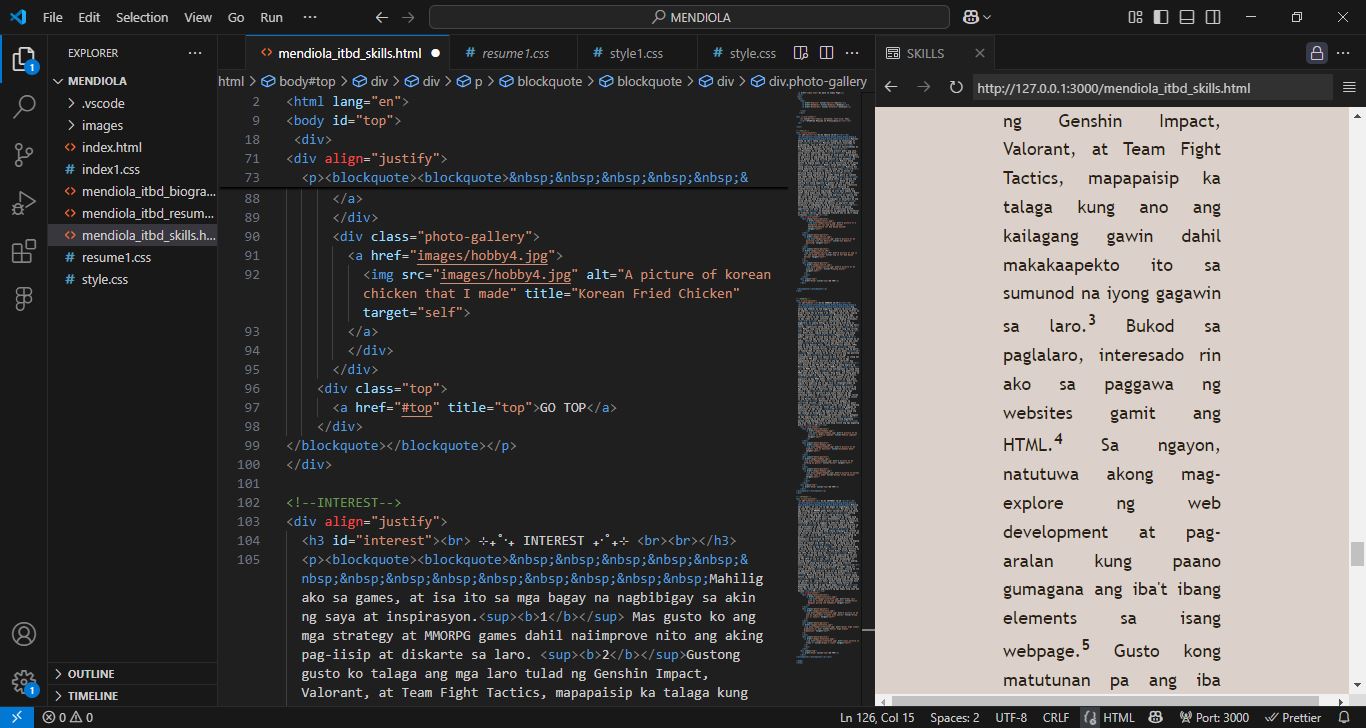 File Edit Selection View Go Run ··· MENDIOLA
EXPLORER ···
MENDIOLA
.vscode
images
index.html
index1.css
mendiola_itbd_biogra...
mendiola_itbd_resum...
mendiola_itbd_skills.h...
resume1.css
style.css
OUTLINE
TIMELINE
mendiola_itbd_skills.html resume1.css style1.css style.css ···
html > body#top > div > div > p > blockquote > blockquote > div > div.photo-gallery
2 <html lang="en">
9 <body id="top">
18 <div>
71 <div align="justify">
73 <p><blockquote><blockquote>&nbsp;&nbsp;&nbsp;&nbsp;&nbsp;&
88 </a>
89 </div>
90 <div class="photo-gallery">
91 <a href="images/hobby4.jpg">
92 <img src="images/hobby4.jpg" alt="A picture of korean
chicken that I made" title="Korean Fried Chicken"
target="self">
93 </a>
94 </div>
95 </div>
96 <div class="top">
97 <a href="#top" title="top">GO TOP</a>
98 </div>
99 </blockquote></blockquote></p>
100 </div>
101
102 <!--INTEREST-->
103 <div align="justify">
104 <h3 id="interest"><br> ⊹₊˚‧₊ INTEREST ₊‧˚₊⊹ <br><br></h3>
105 <p><blockquote><blockquote>&nbsp;&nbsp;&nbsp;&nbsp;&nbsp;&
nbsp;&nbsp;&nbsp;&nbsp;&nbsp;&nbsp;&nbsp;&nbsp;Mahilig
ako sa games, at isa ito sa mga bagay na nagbibigay sa akin
ng saya at inspirasyon.<sup><b>1</b></sup> Mas gusto ko ang
mga strategy at MMORPG games dahil naiimprove nito ang aking
pag-iisip at diskarte sa laro. <sup><b>2</b></sup>Gustong
gusto ko talaga ang mga laro tulad ng Genshin Impact,
Valorant, at Team Fight Tactics, mapapaisip ka talaga kung
SKILLS ···
http://127.0.0.1:3000/mendiola_itbd_skills.html
ng Genshin Impact,
Valorant, at Team Fight
Tactics, mapapaisip ka
talaga kung ano ang
kailagang gawin dahil
makakaapekto ito sa
sumunod na iyong gagawin
sa laro.3 Bukod sa
paglalaro, interesado rin
ako sa paggawa ng
websites gamit ang
HTML.4 Sa ngayon,
natutuwa akong mag-
explore ng web
development at pag-
aralan kung paano
gumagana ang iba't ibang
elements sa isang
webpage.5 Gusto kong
matutunan pa ang iba
1
1
0 0 Ln 126, Col 15 Spaces: 2 UTF-8 CRLF HTML Port: 3000 Prettier